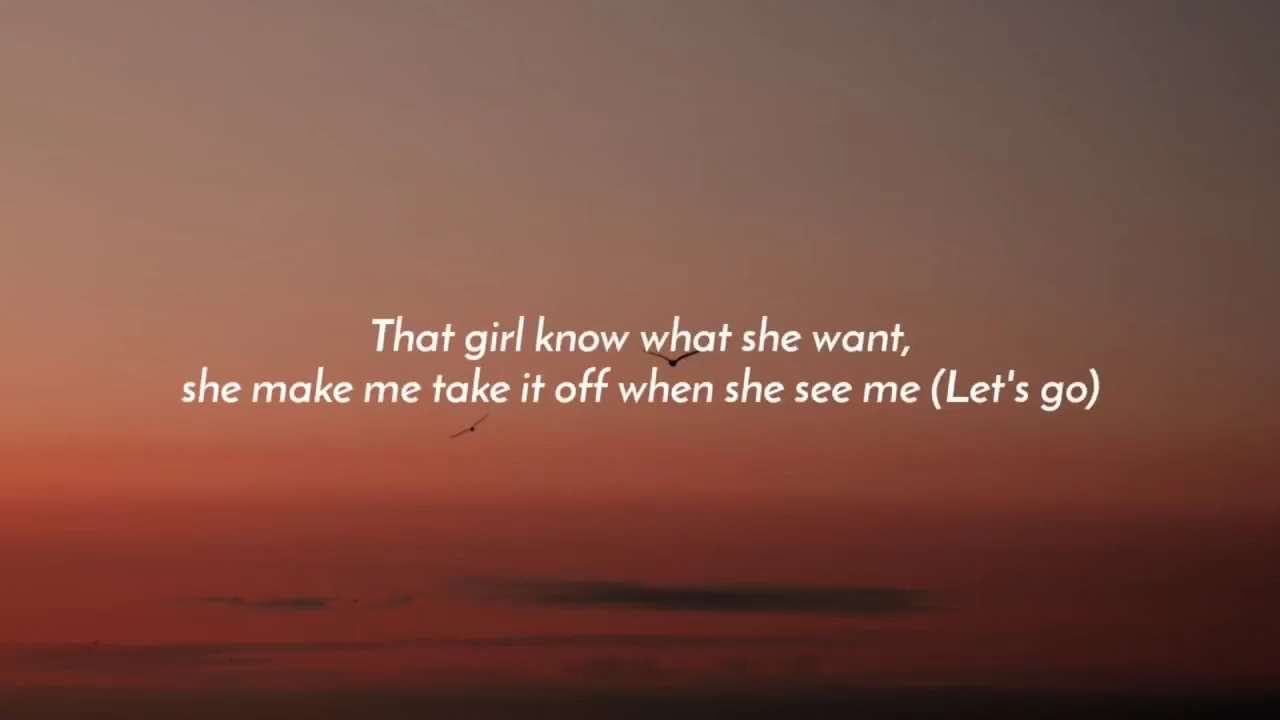 That girl know what she want,
she make me take it off when she see me (Let's go)